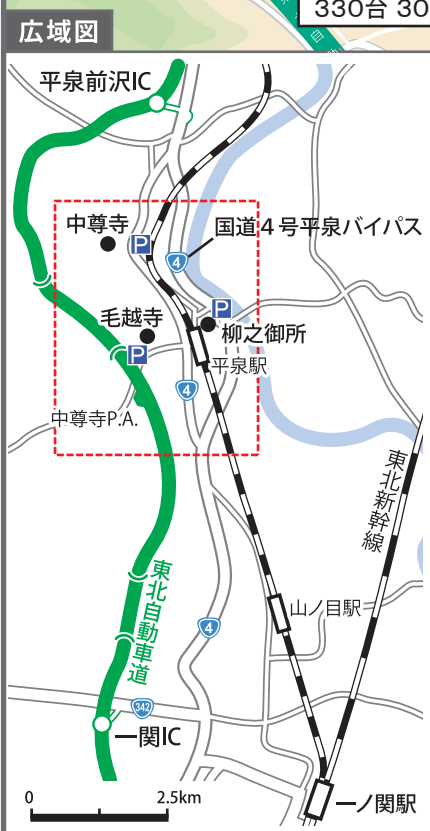 330台 30
広域図
平泉前沢IC
中尊寺
P
国道4号平泉バイパス
4
P
毛越寺
柳之御所
P
平泉駅
4
中尊寺P.A.
東北新幹線
東北自動車道
山ノ目駅
4
342
一関IC
0 2.5km
一ノ関駅